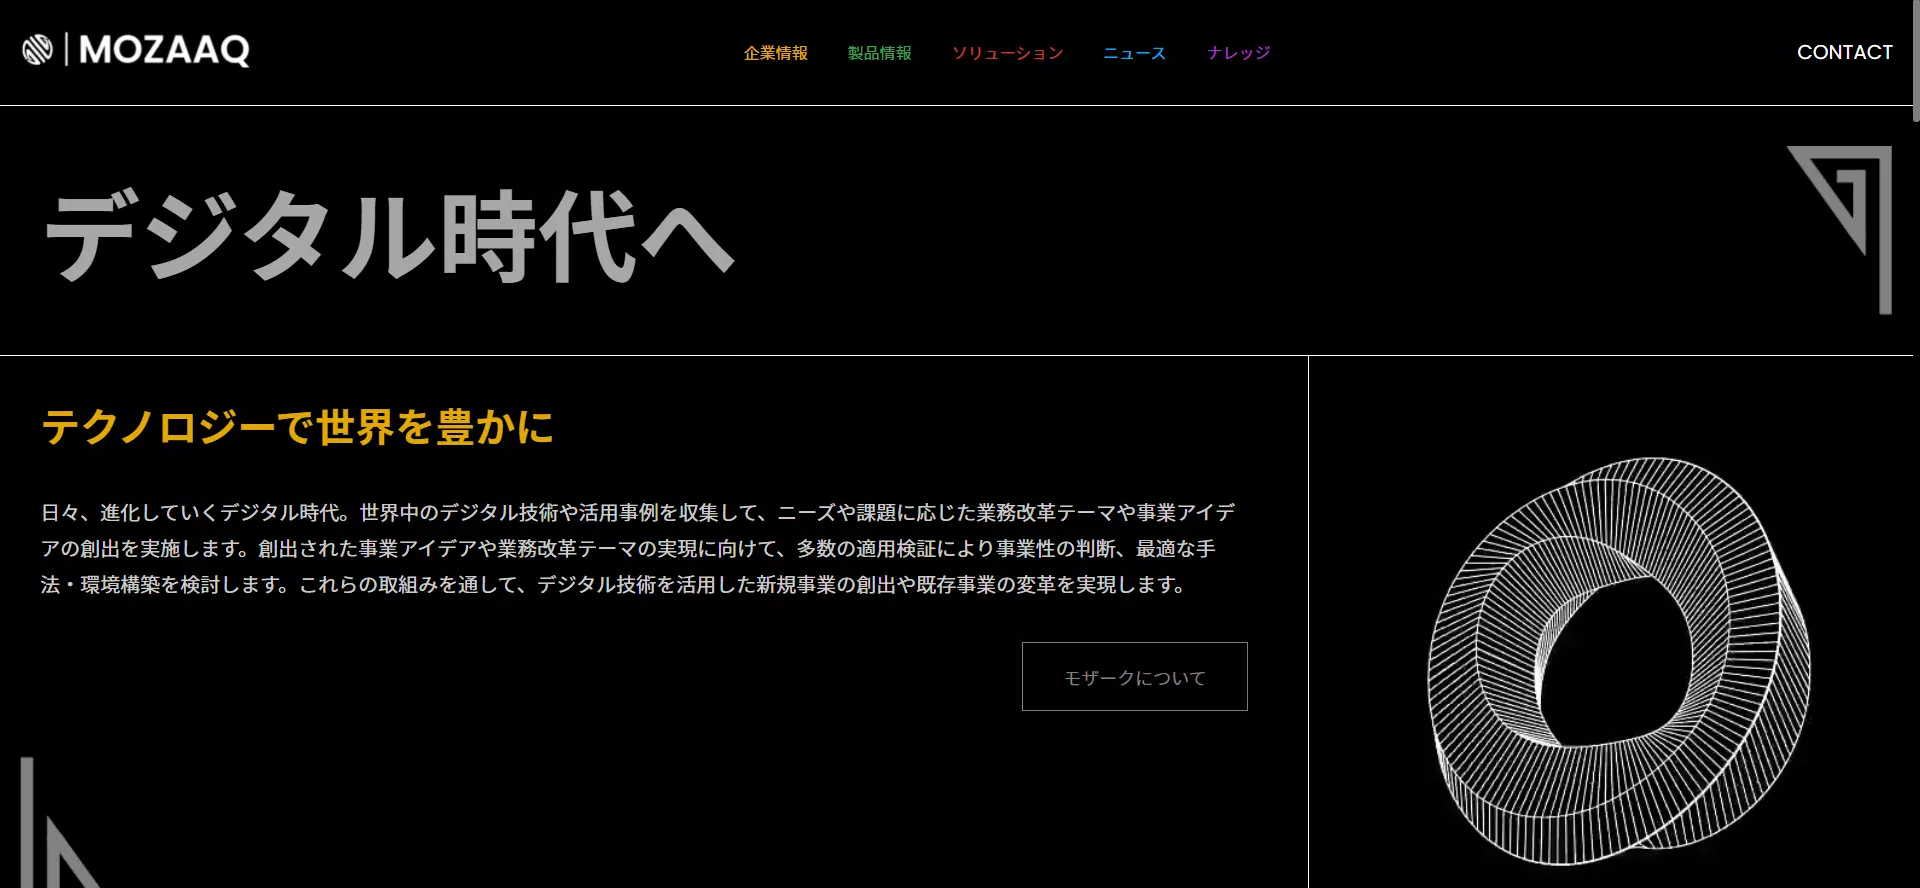 MOZAAQ
企業情報 製品情報 ソリューション ニュース ナレッジ
CONTACT
デジタル時代へ
テクノロジーで世界を豊かに
日々、進化していくデジタル時代。世界中のデジタル技術や活用事例を収集して、ニーズや課題に応じた業務改革テーマや事業アイデ
アの創出を実施します。創出された事業アイデアや業務改革テーマの実現に向けて、多数の適用検証により事業性の判断、最適な手
法・環境構築を検討します。これらの取組みを通して、デジタル技術を活用した新規事業の創出や既存事業の変革を実現します。
モザークについて